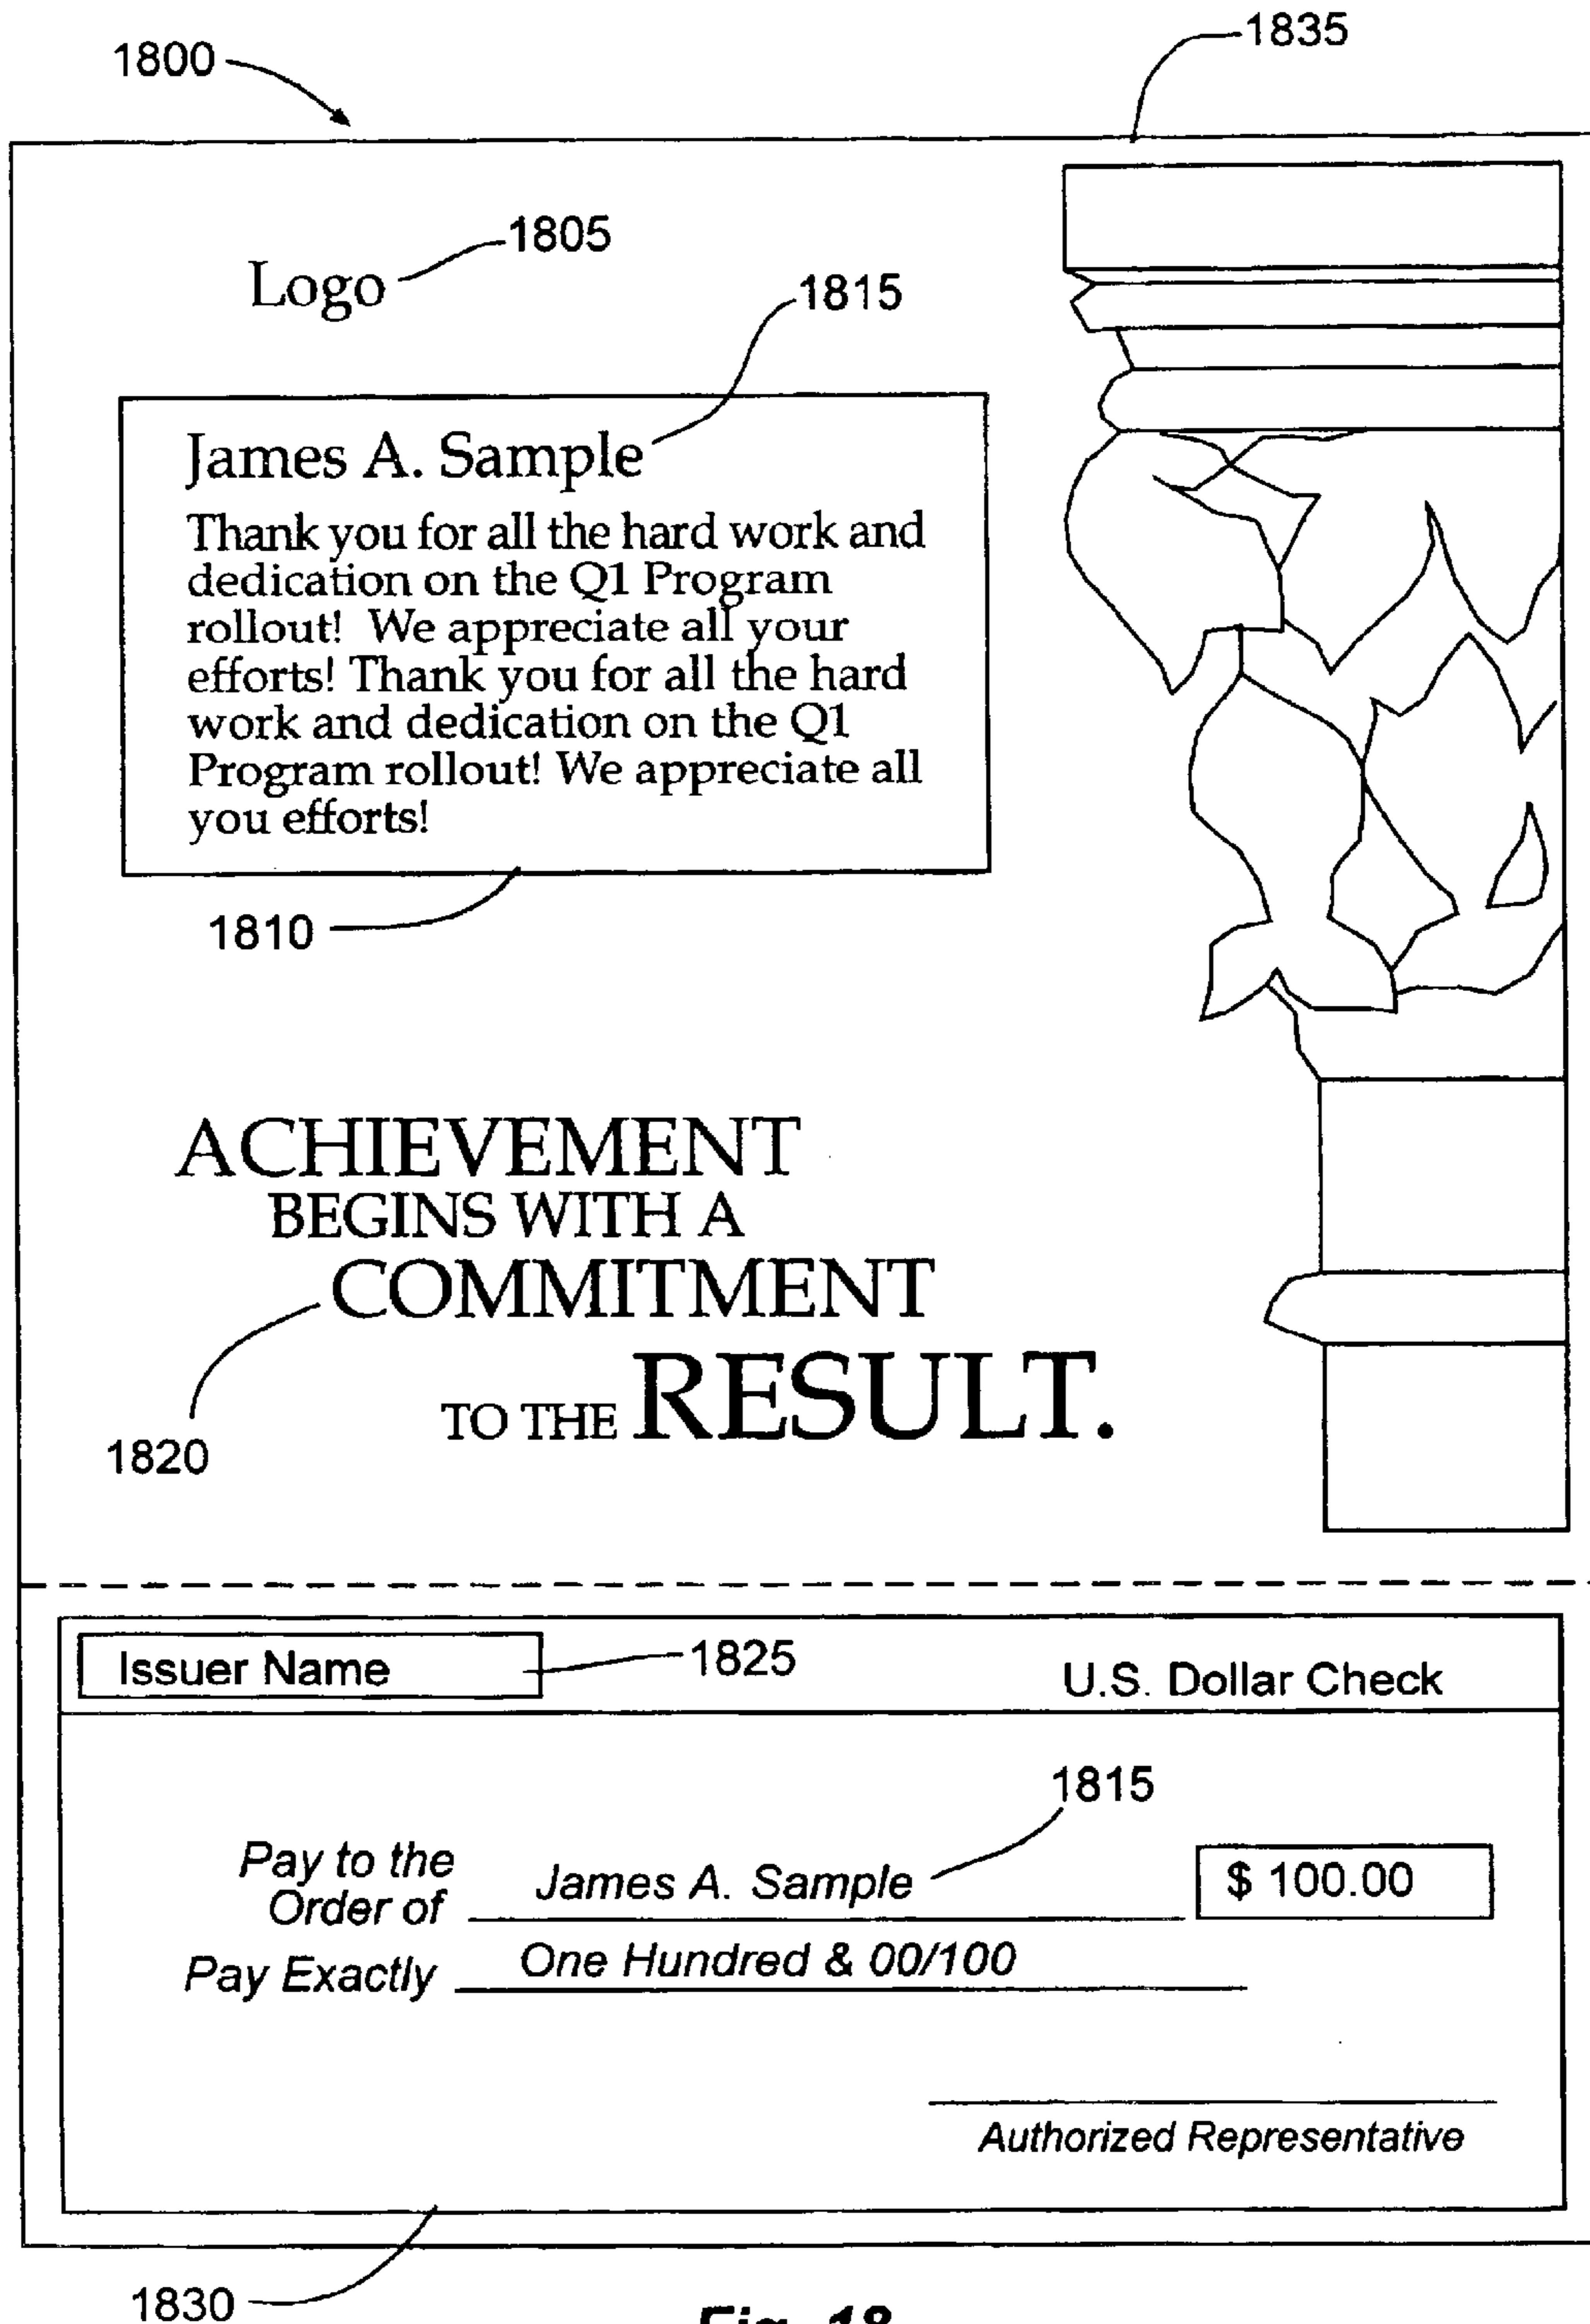 1835
1800
1805
Logo
1815
James A. Sample
Thank you for all the hard work and
dedication on the Q1 Program
rollout! We appreciate all your
efforts! Thank you for all the hard
work and dedication on the Q1
Program rollout! We appreciate all
you efforts!
1810
ACHIEVEMENT
BEGINS WITH A
COMMITMENT
TO THE RESULT.
1820
Issuer Name
1825
U.S. Dollar Check
1815
Pay to the
Order of
James A. Sample
$ 100.00
Pay Exactly
One Hundred & 00/100
Authorized Representative
1830
Fig. 18